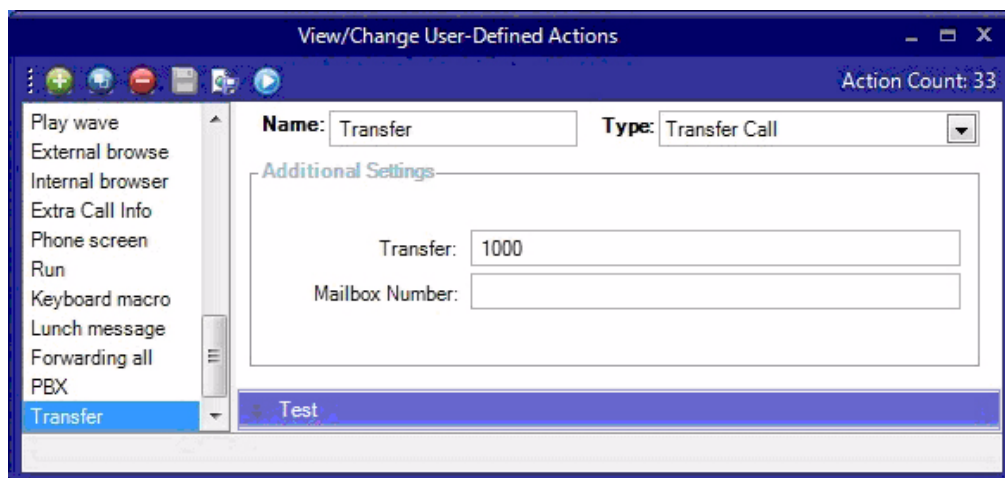 View/Change User-Defined Actions
Action Count: 33
Play wave
External browse
Internal browser
Extra Call Info
Phone screen
Run
Keyboard macro
Lunch message
Forwarding all
PBX
Transfer
Name: Transfer Type: Transfer Call
Additional Settings
Transfer: 1000
Mailbox Number:
Test